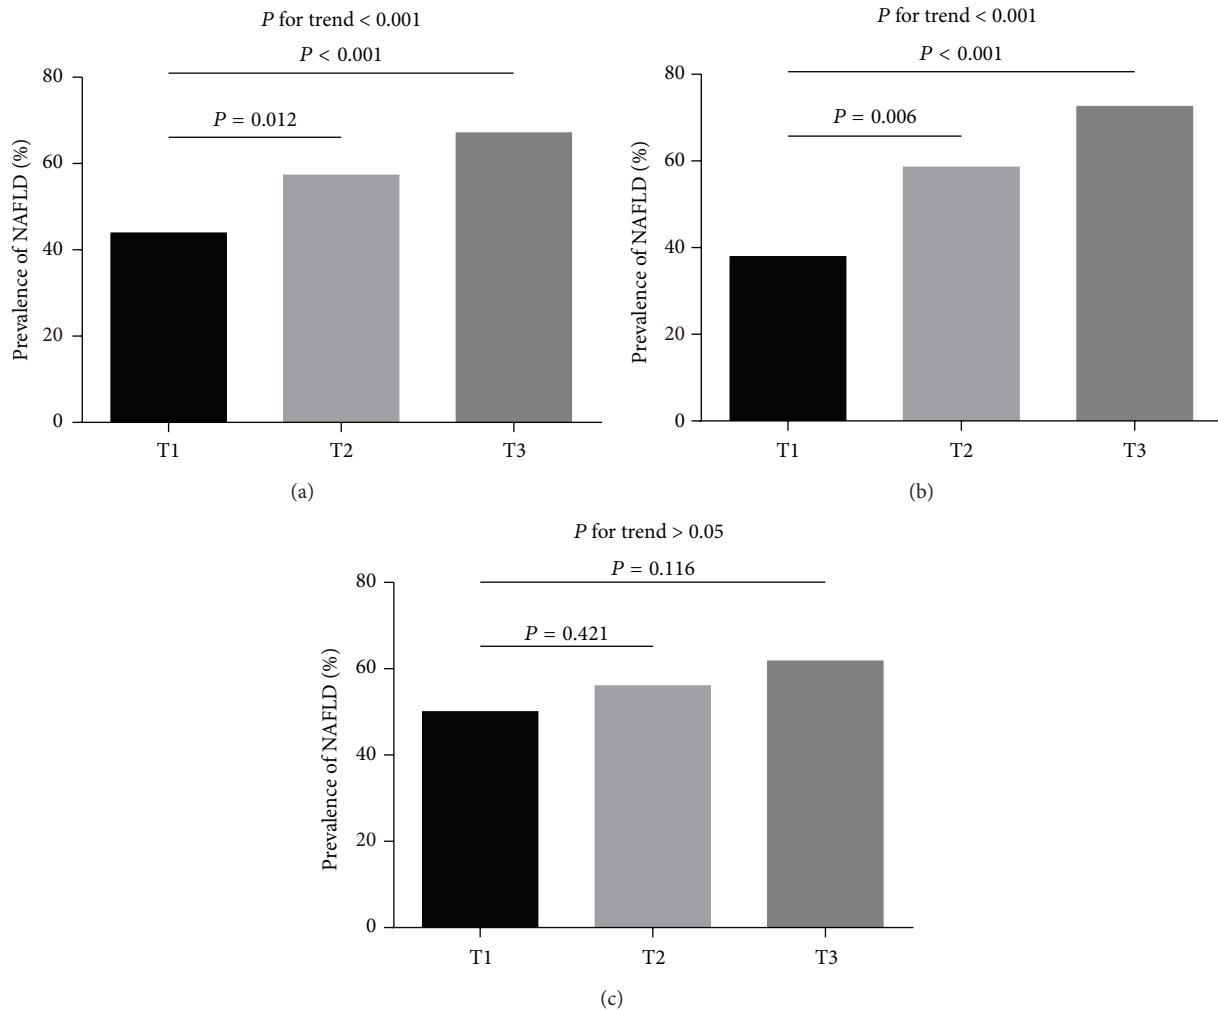 P for trend < 0.001
P < 0.001
P = 0.012
Prevalence of NAFLD (%)
80
60
40
20
0
T1 T2 T3
(a)
P for trend < 0.001
P < 0.001
P = 0.006
Prevalence of NAFLD (%)
80
60
40
20
0
T1 T2 T3
(b)
P for trend > 0.05
P = 0.116
P = 0.421
Prevalence of NAFLD (%)
80
60
40
20
0
T1 T2 T3
(c)